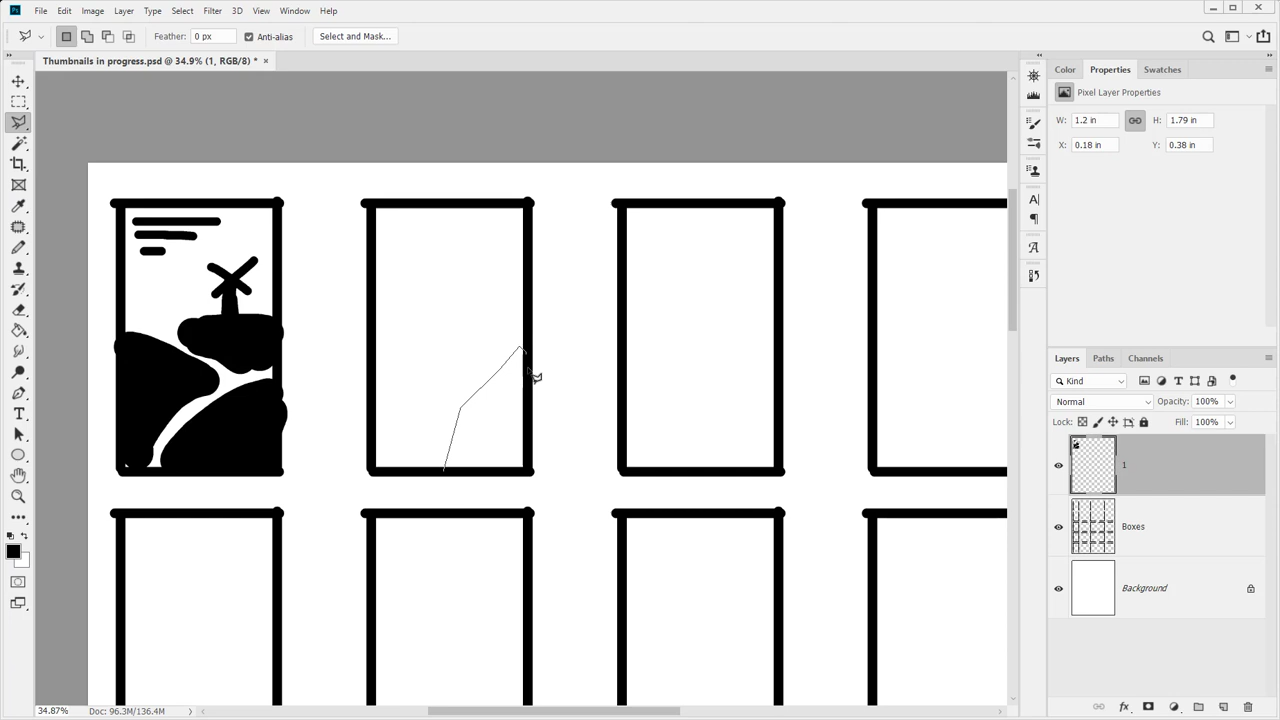 Ps File Edit Image Layer Type Select Filter 3D View Window Help
Feather: 0 px Anti-alias Select and Mask...
Thumbnails in progress.psd @ 34.9% (1, RGB/8) * ×
Color Properties Swatches
Pixel Layer Properties
W: 1.2 in H: 1.79 in
X: 0.18 in Y: 0.38 in
Layers Paths Channels
Kind
Normal Opacity: 100%
Lock: Fill: 100%
1
Boxes
Background
34.87% Doc: 96.3M/136.4M